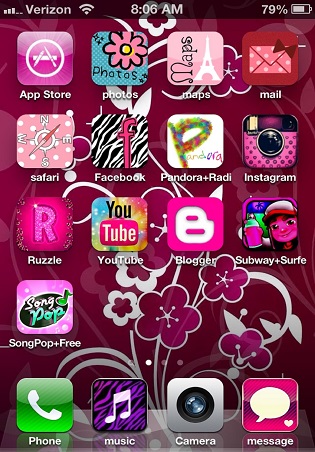 Verizon 8:06 AM 79%
Photos Maps
App Store photos maps mail
N E S W f Pandora
safari Facebook Pandora+Radi Instagram
R You Tube B
Ruzzle YouTube Blogger Subway+Surfe
Song Pop
SongPop+Free
Phone music Camera message